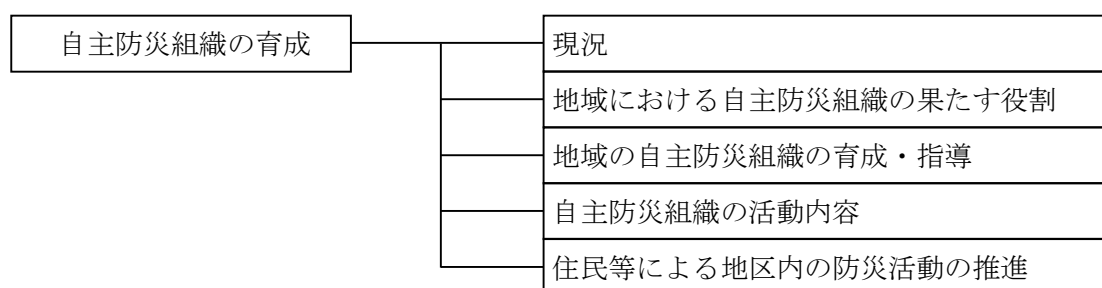 自主防災組織の育成
現況
地域における自主防災組織の果たす役割
地域の自主防災組織の育成・指導
自主防災組織の活動内容
住民等による地区内の防災活動の推進